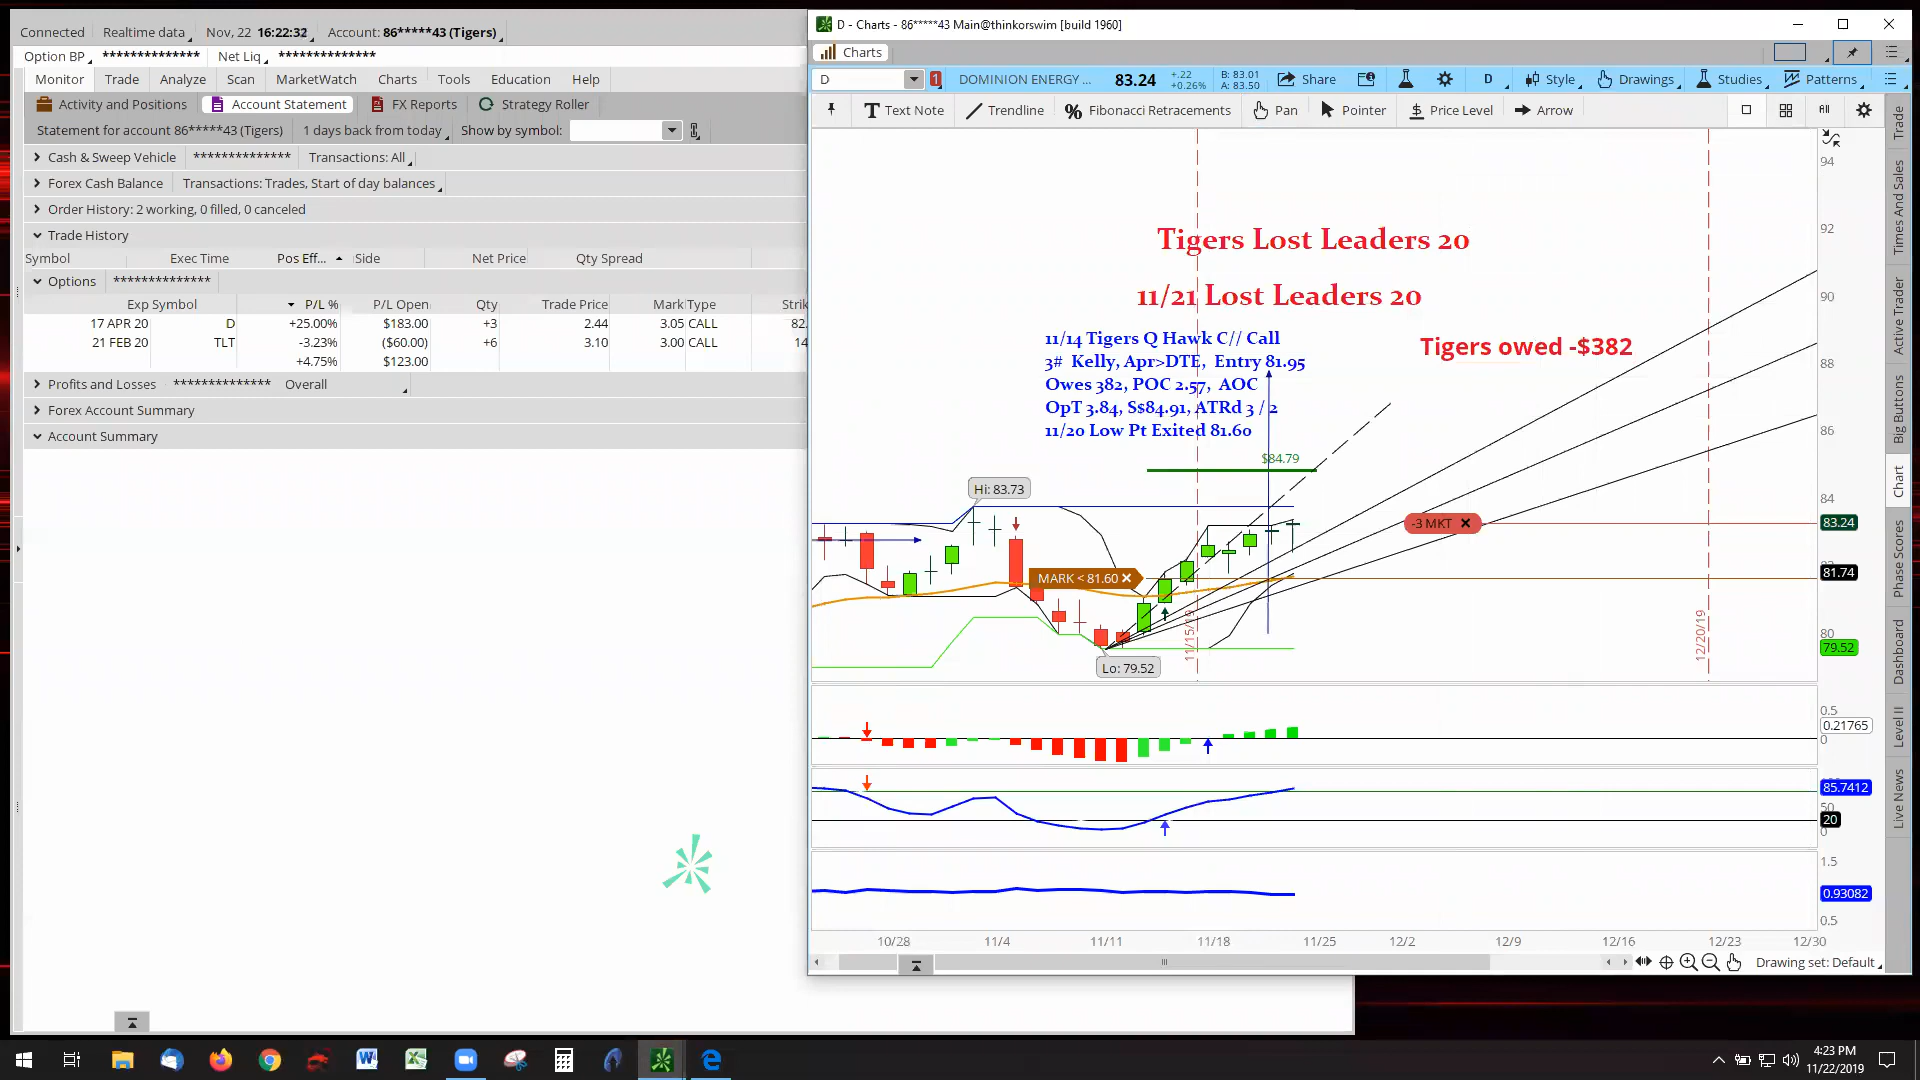 Connected Realtime data Nov, 22 16:22:32 Account: 86*****43 (Tigers)
Option BP ************** Net Liq **************
Monitor Trade Analyze Scan MarketWatch Charts Tools Education Help
Activity and Positions Account Statement FX Reports Strategy Roller
Statement for account 86*****43 (Tigers) 1 days back from today Show by symbol:
Cash & Sweep Vehicle ************** Transactions: All
Forex Cash Balance Transactions: Trades, Start of day balances
Order History: 2 working, 0 filled, 0 canceled
Trade History
Symbol Exec Time Pos Eff... Side Net Price Qty Spread
Options **************
Exp Symbol P/L % P/L Open Qty Trade Price Mark Type Strik
17 APR 20 D +25.00% $183.00 +3 2.44 3.05 CALL 82.
21 FEB 20 TLT -3.23% ($60.00) +6 3.10 3.00 CALL 14
+4.75% $123.00
Profits and Losses ************** Overall
Forex Account Summary
Account Summary
D - Charts - 86*****43 Main@thinkorswim [build 1960]
Charts
D 1 DOMINION ENERGY ... 83.24 +.22 +0.26% B: 83.01 A: 83.50 Share D Style Drawings Studies Patterns
T Text Note Trendline % Fibonacci Retracements Pan Pointer Price Level Arrow All
Tigers Lost Leaders 20
11/21 Lost Leaders 20
11/14 Tigers Q Hawk C// Call
3# Kelly, Apr>DTE, Entry 81.95
Owes 382, POC 2.57, AOC
OpT 3.84, S$84.91, ATRd 3 / 2
11/20 Low Pt Exited 81.60
Tigers owed -$382
$84.79
Hi: 83.73
-3 MKT
MARK < 81.60
Lo: 79.52
11/15/19
12/20/19
94
92
90
88
86
84
83.24
81.74
80
79.52
0.5
0.21765
0
85.7412
50
20
0
1.5
0.93082
0.5
10/28 11/4 11/11 11/18 11/25 12/2 12/9 12/16 12/23 12/30
Drawing set: Default
Trade
Times And Sales
Active Trader
Big Buttons
Chart
Phase Scores
Dashboard
Level II
Live News
4:23 PM
11/22/2019